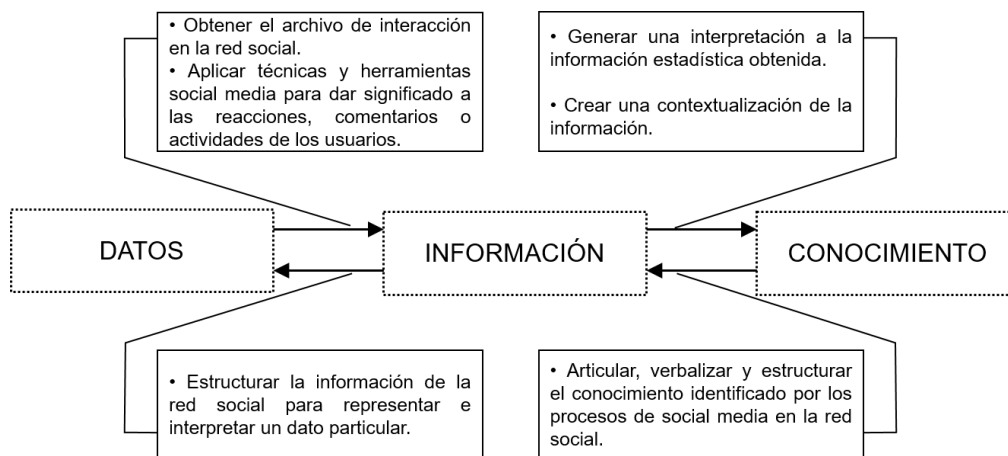 • Obtener el archivo de interacción
en la red social.
• Aplicar técnicas y herramientas
social media para dar significado a
las reacciones, comentarios o
actividades de los usuarios.
• Generar una interpretación a la
información estadística obtenida.
• Crear una contextualización de la
información.
DATOS
INFORMACIÓN
CONOCIMIENTO
• Estructurar la información de la
red social para representar e
interpretar un dato particular.
• Articular, verbalizar y estructurar
el conocimiento identificado por los
procesos de social media en la red
social.